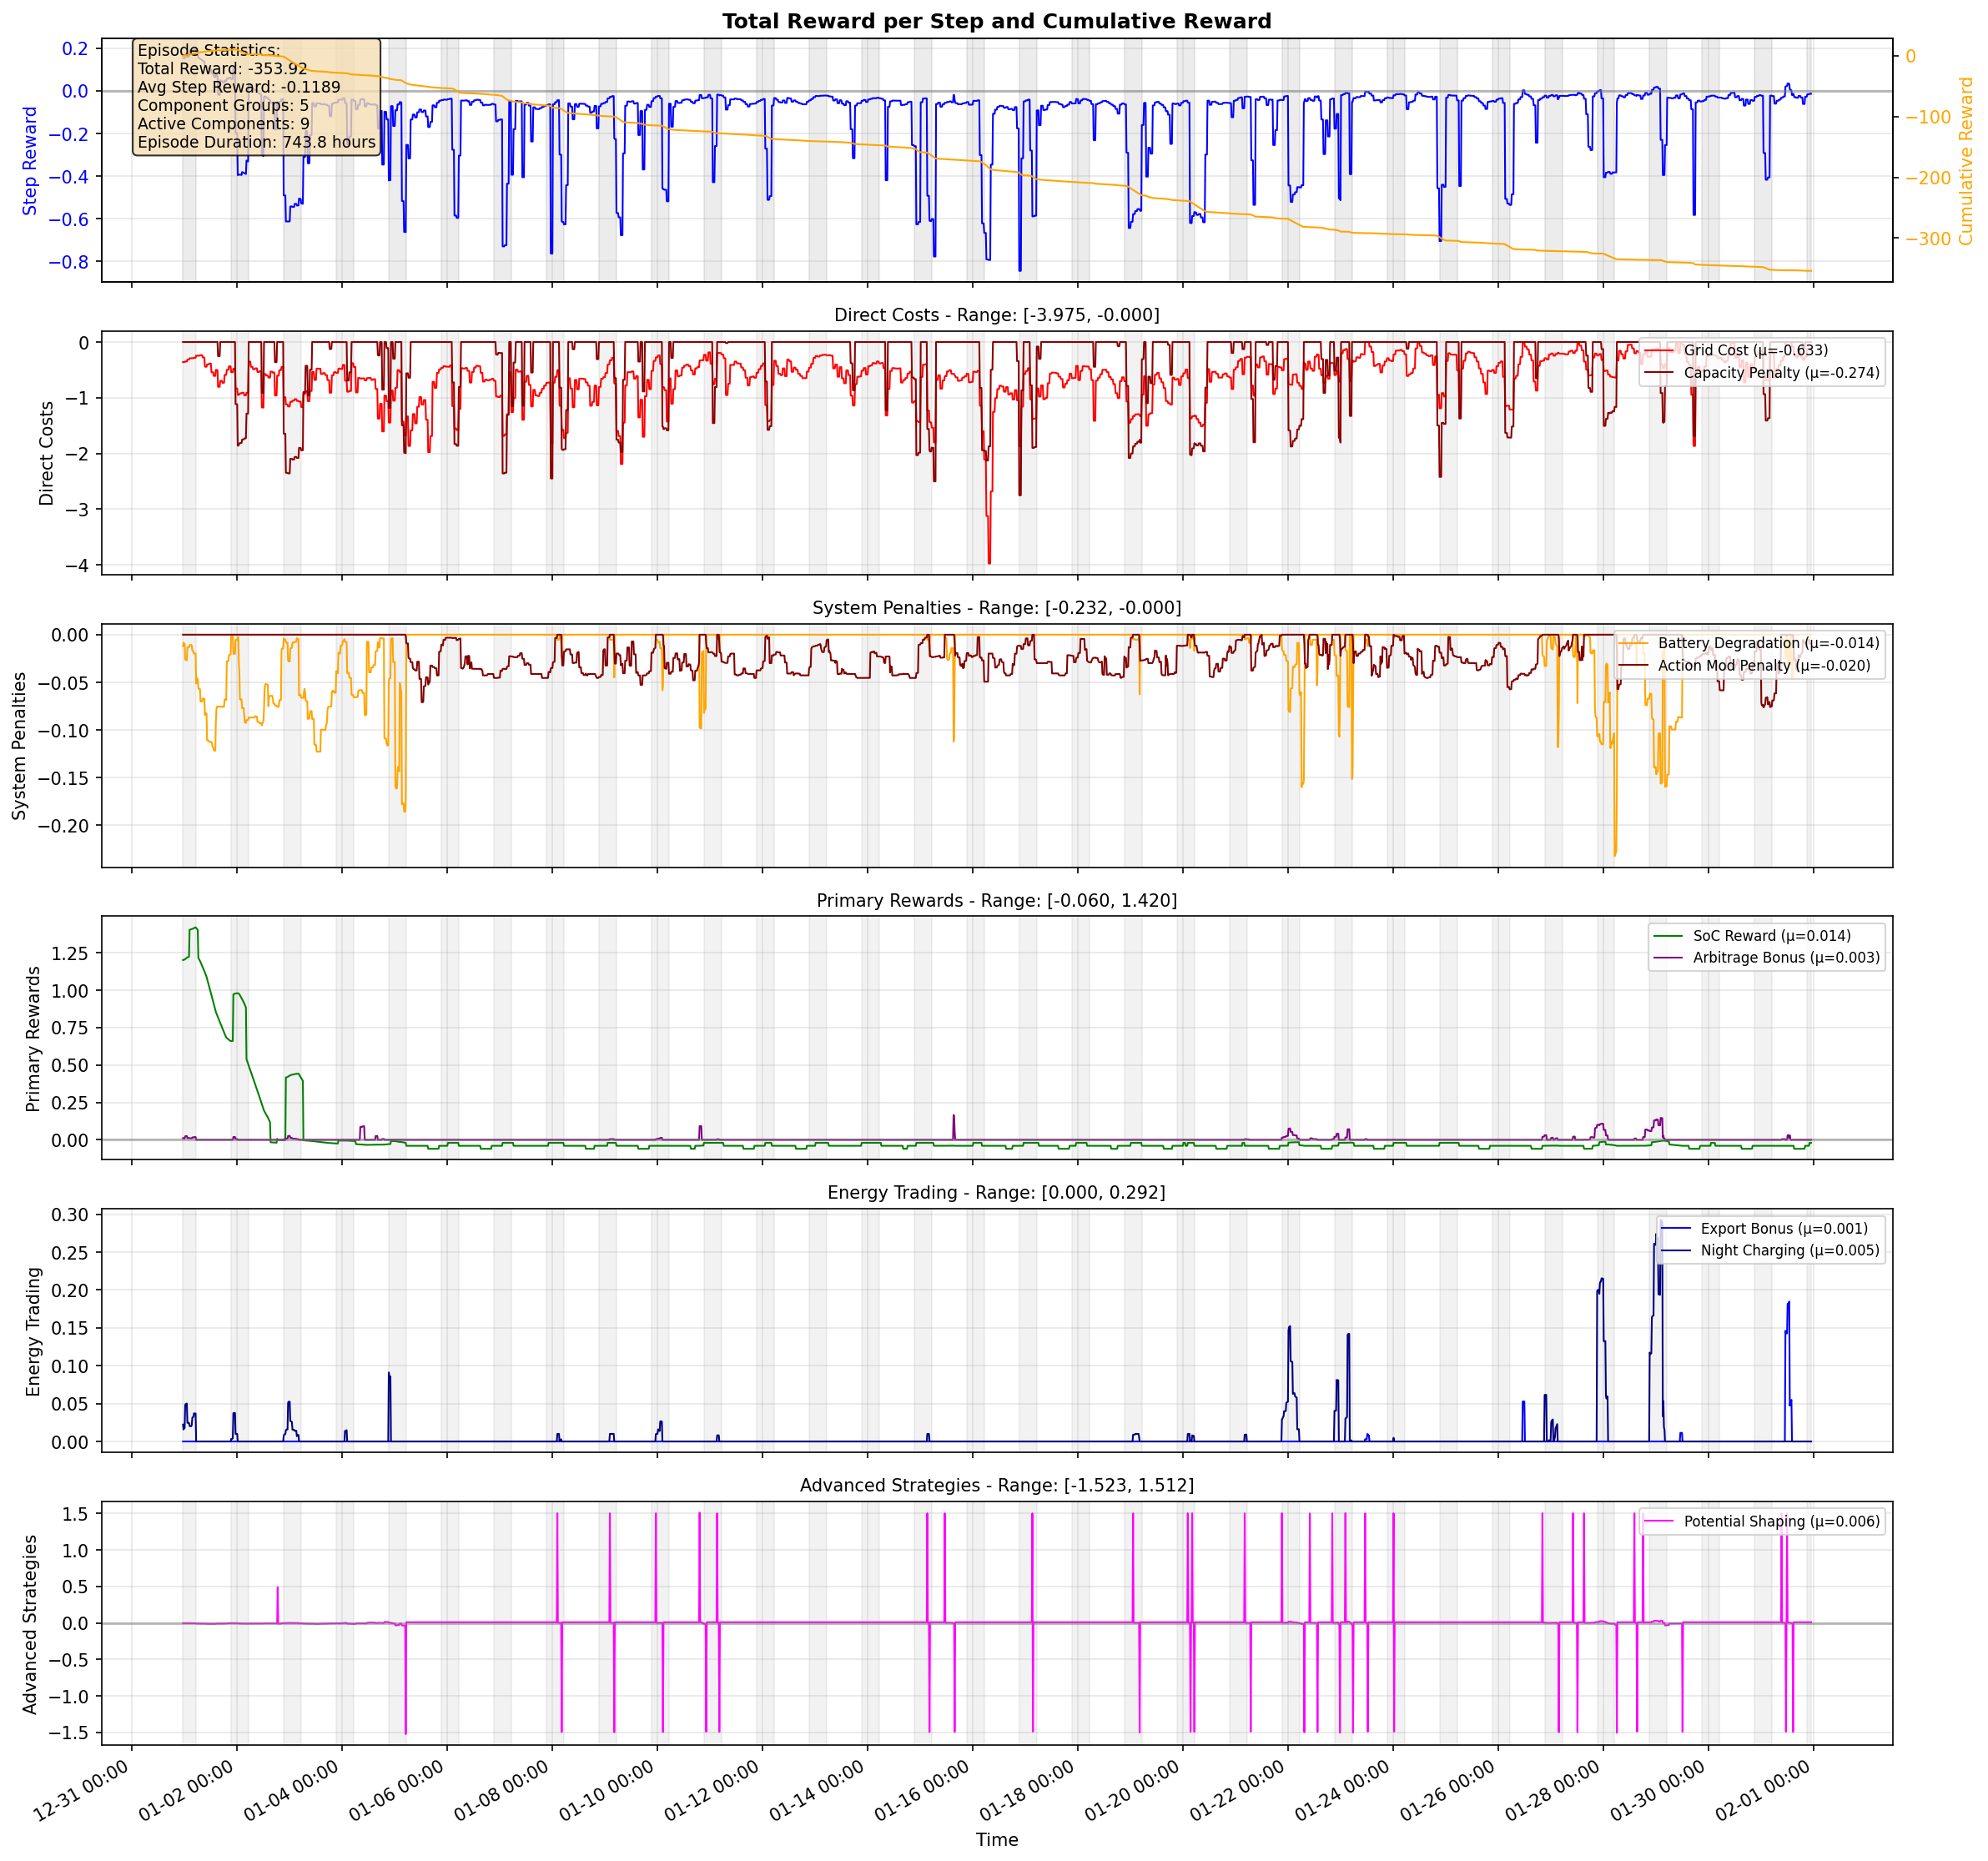 Total Reward per Step and Cumulative Reward
Episode Statistics:
Total Reward: -353.92
Avg Step Reward: -0.1189
Component Groups: 5
Active Components: 9
Episode Duration: 743.8 hours
Step Reward
0.2
0.0
−0.2
−0.4
−0.6
−0.8
0
−100
−200
−300
Cumulative Reward
Direct Costs - Range: [-3.975, -0.000]
Direct Costs
0
−1
−2
−3
−4
Grid Cost (μ=-0.633)
Capacity Penalty (μ=-0.274)
System Penalties - Range: [-0.232, -0.000]
System Penalties
0.00
−0.05
−0.10
−0.15
−0.20
Battery Degradation (μ=-0.014)
Action Mod Penalty (μ=-0.020)
Primary Rewards - Range: [-0.060, 1.420]
Primary Rewards
1.25
1.00
0.75
0.50
0.25
0.00
SoC Reward (μ=0.014)
Arbitrage Bonus (μ=0.003)
Energy Trading - Range: [0.000, 0.292]
Energy Trading
0.30
0.25
0.20
0.15
0.10
0.05
0.00
Export Bonus (μ=0.001)
Night Charging (μ=0.005)
Advanced Strategies - Range: [-1.523, 1.512]
Advanced Strategies
1.5
1.0
0.5
0.0
−0.5
−1.0
−1.5
Potential Shaping (μ=0.006)
12-31 00:00
01-02 00:00
01-04 00:00
01-06 00:00
01-08 00:00
01-10 00:00
01-12 00:00
01-14 00:00
01-16 00:00
01-18 00:00
01-20 00:00
01-22 00:00
01-24 00:00
01-26 00:00
01-28 00:00
01-30 00:00
02-01 00:00
Time